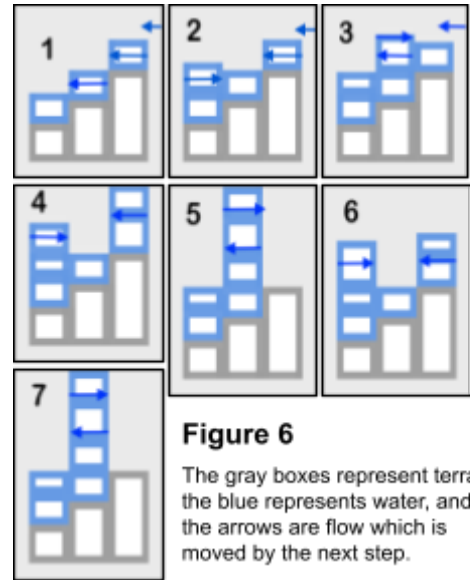 1
2
3
4
5
6
7
Figure 6
The gray boxes represent terra
the blue represents water, and
the arrows are flow which is
moved by the next step.